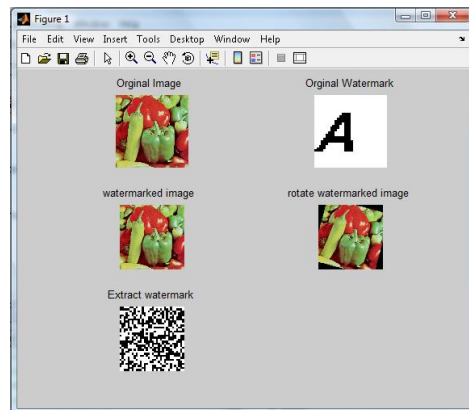 Figure 1
File Edit View Insert Tools Desktop Window Help
Orginal Image
Orginal Watermark
A
watermarked image
rotate watermarked image
Extract watermark